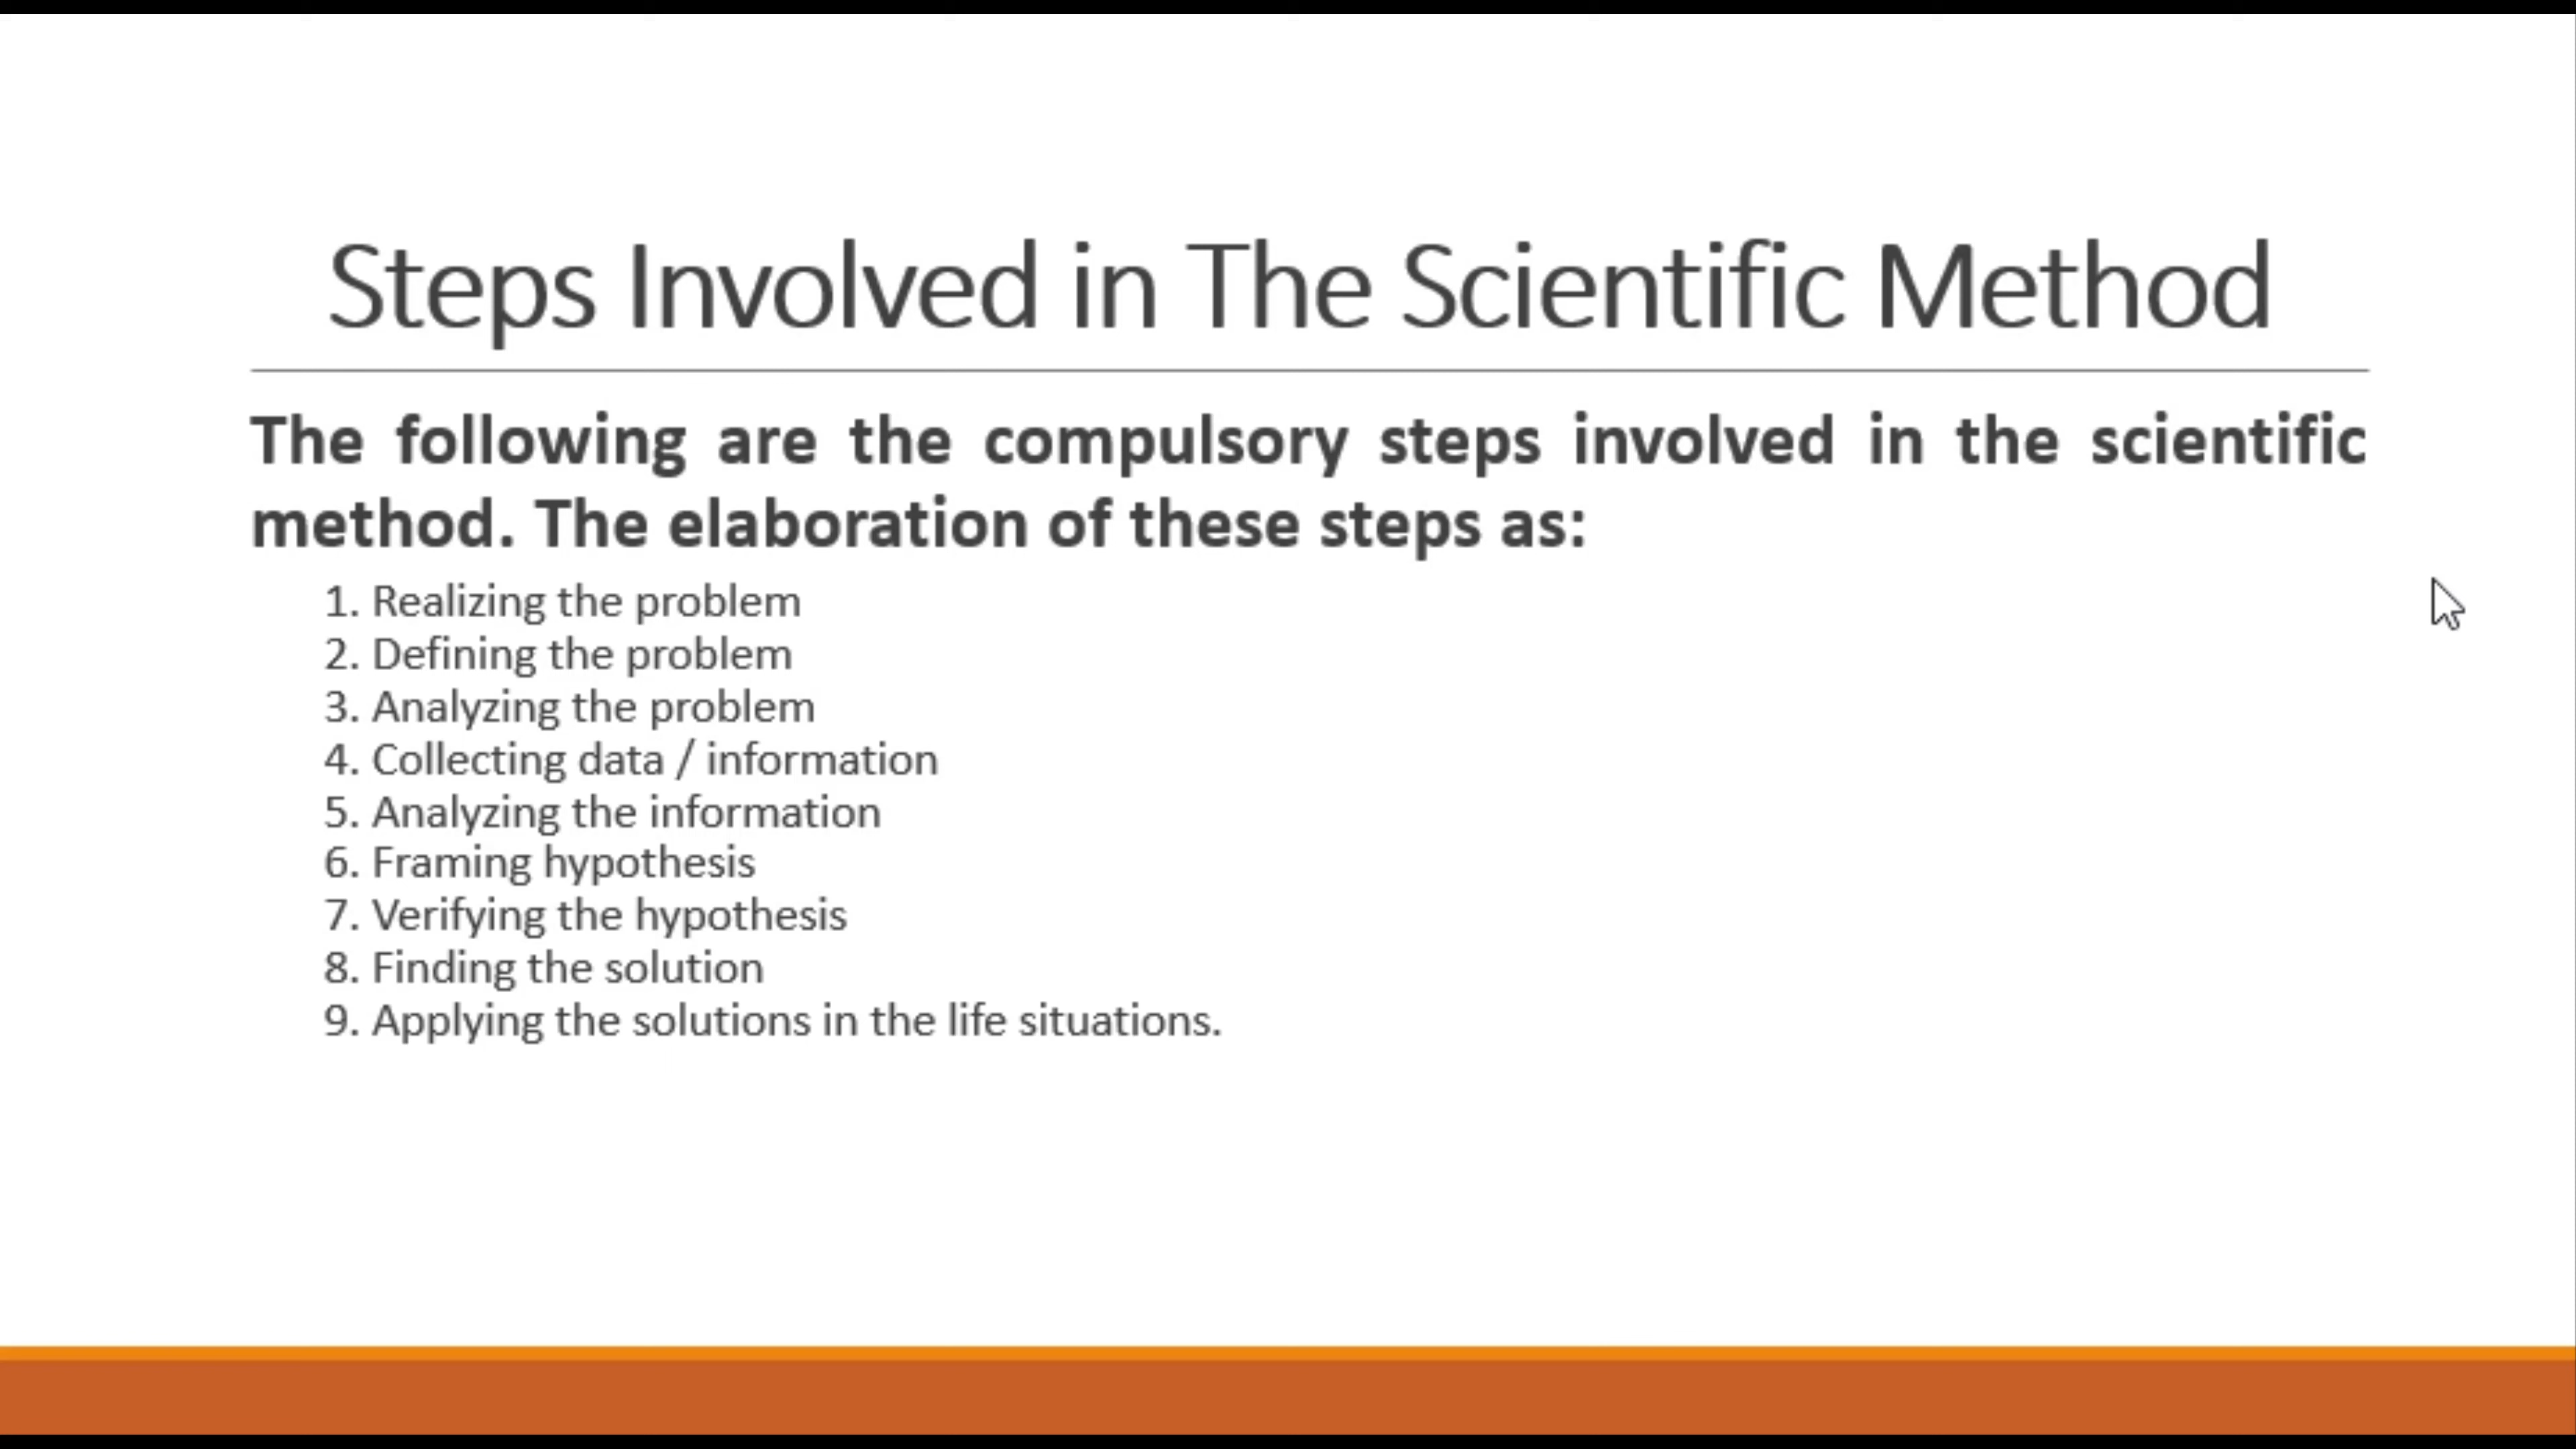 Steps Involved in The Scientific Method
The following are the compulsory steps involved in the scientific
method. The elaboration of these steps as:
1. Realizing the problem
2. Defining the problem
3. Analyzing the problem
4. Collecting data / information
5. Analyzing the information
6. Framing hypothesis
7. Verifying the hypothesis
8. Finding the solution
9. Applying the solutions in the life situations.